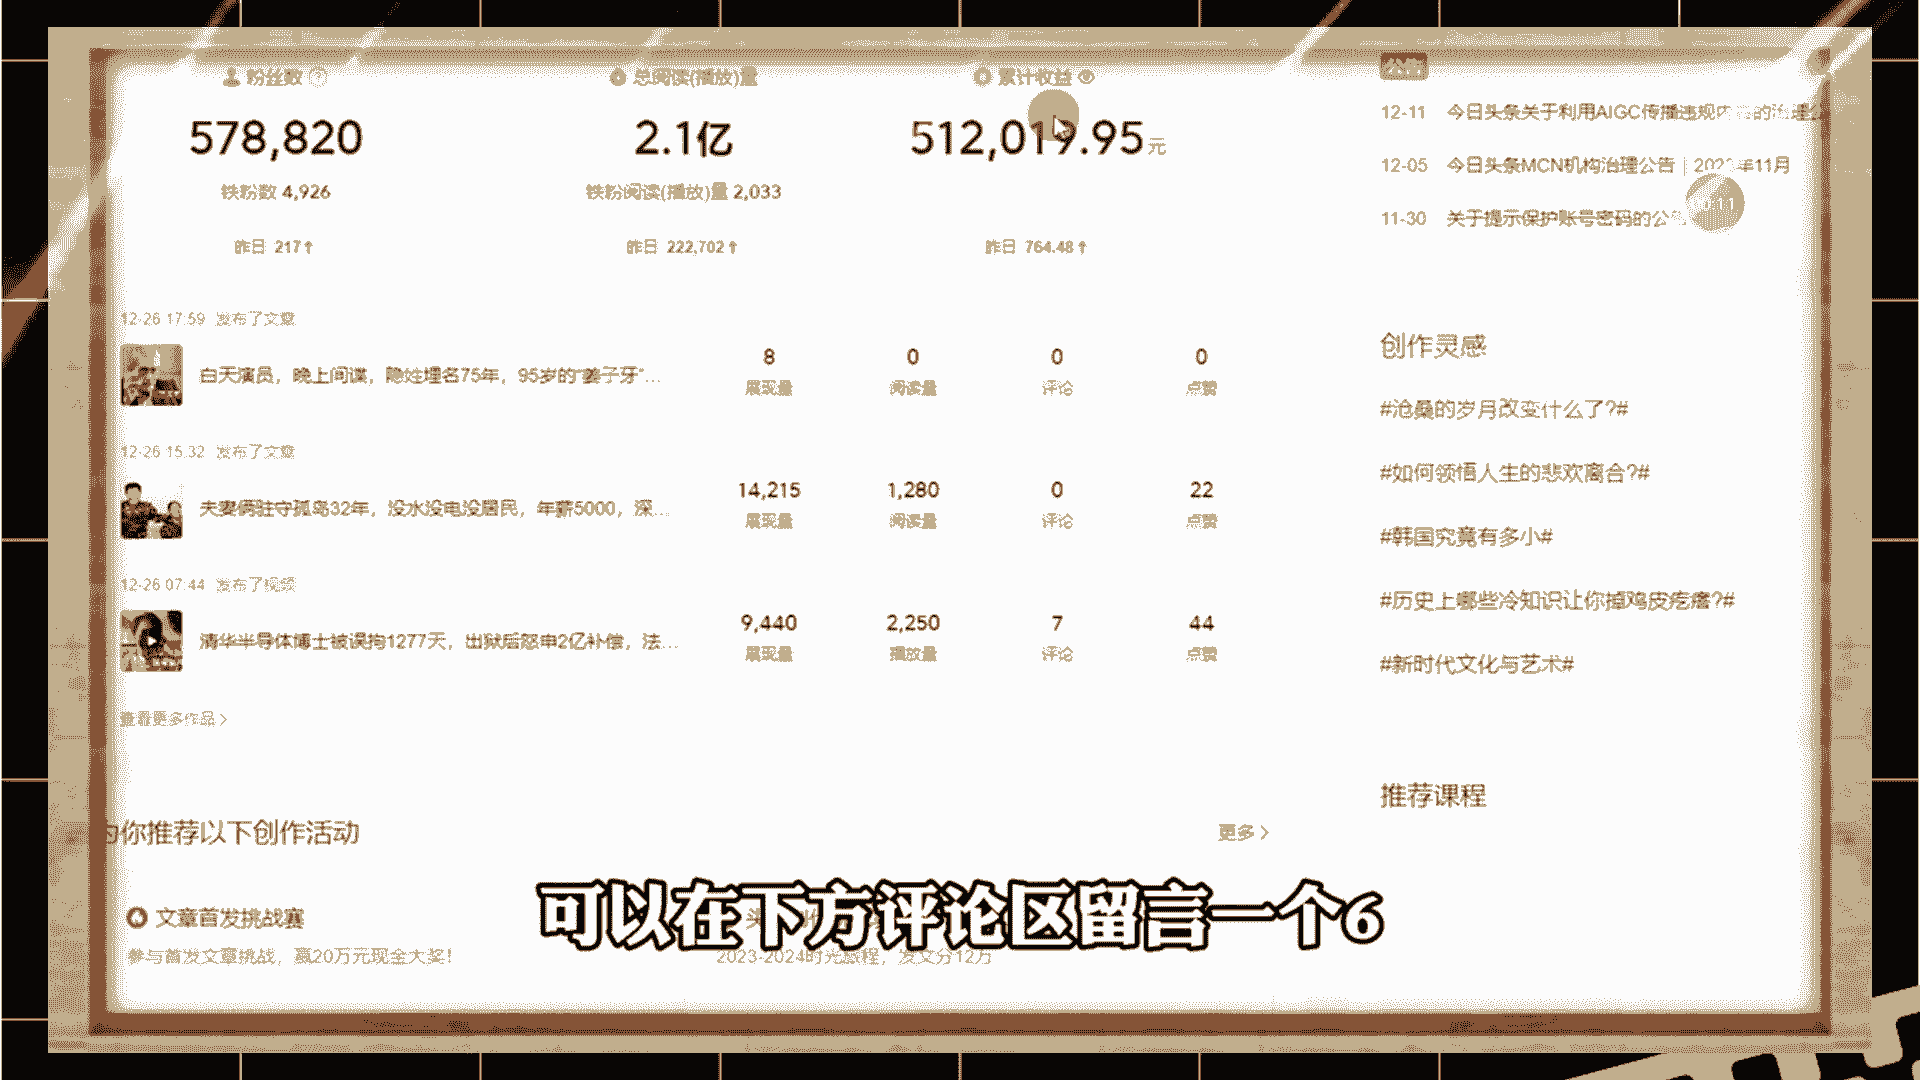 粉丝数
578,820
铁粉数 4,926
昨日 217↑
总阅读(播放)量
2.1亿
铁粉阅读(播放)量 2,033
昨日 222,702↑
累计收益
512,019.95元
昨日 764.48↑
公告
12-11 今日头条关于利用AIGC传播违规内容的治理公
12-05 今日头条MCN机构治理公告 | 2023年11月
11-30 关于提示保护账号密码的公告
00:11
12-26 17:59 发布了文章
白天演员，晚上间谍，隐姓埋名75年，95岁的“姜子牙”...
8 0 0 0
展现量 阅读量 评论 点赞
12-26 15:32 发布了文章
夫妻俩驻守孤岛32年，没水没电没居民，年薪5000，深...
14,215 1,280 0 22
展现量 阅读量 评论 点赞
12-26 07:44 发布了视频
清华半导体博士被误拘1277天，出狱后怒申2亿补偿，法...
9,440 2,250 7 44
展现量 播放量 评论 点赞
查看更多作品 >
创作灵感
#沧桑的岁月改变什么了?#
#如何领悟人生的悲欢离合?#
#韩国究竟有多小#
#历史上哪些冷知识让你掉鸡皮疙瘩?#
#新时代文化与艺术#
推荐课程
为你推荐以下创作活动
更多 >
文章首发挑战赛
参与首发文章挑战，赢20万元现金大奖!
2023-2024时光旅程，发文分12万
可以在下方评论区留言一个6